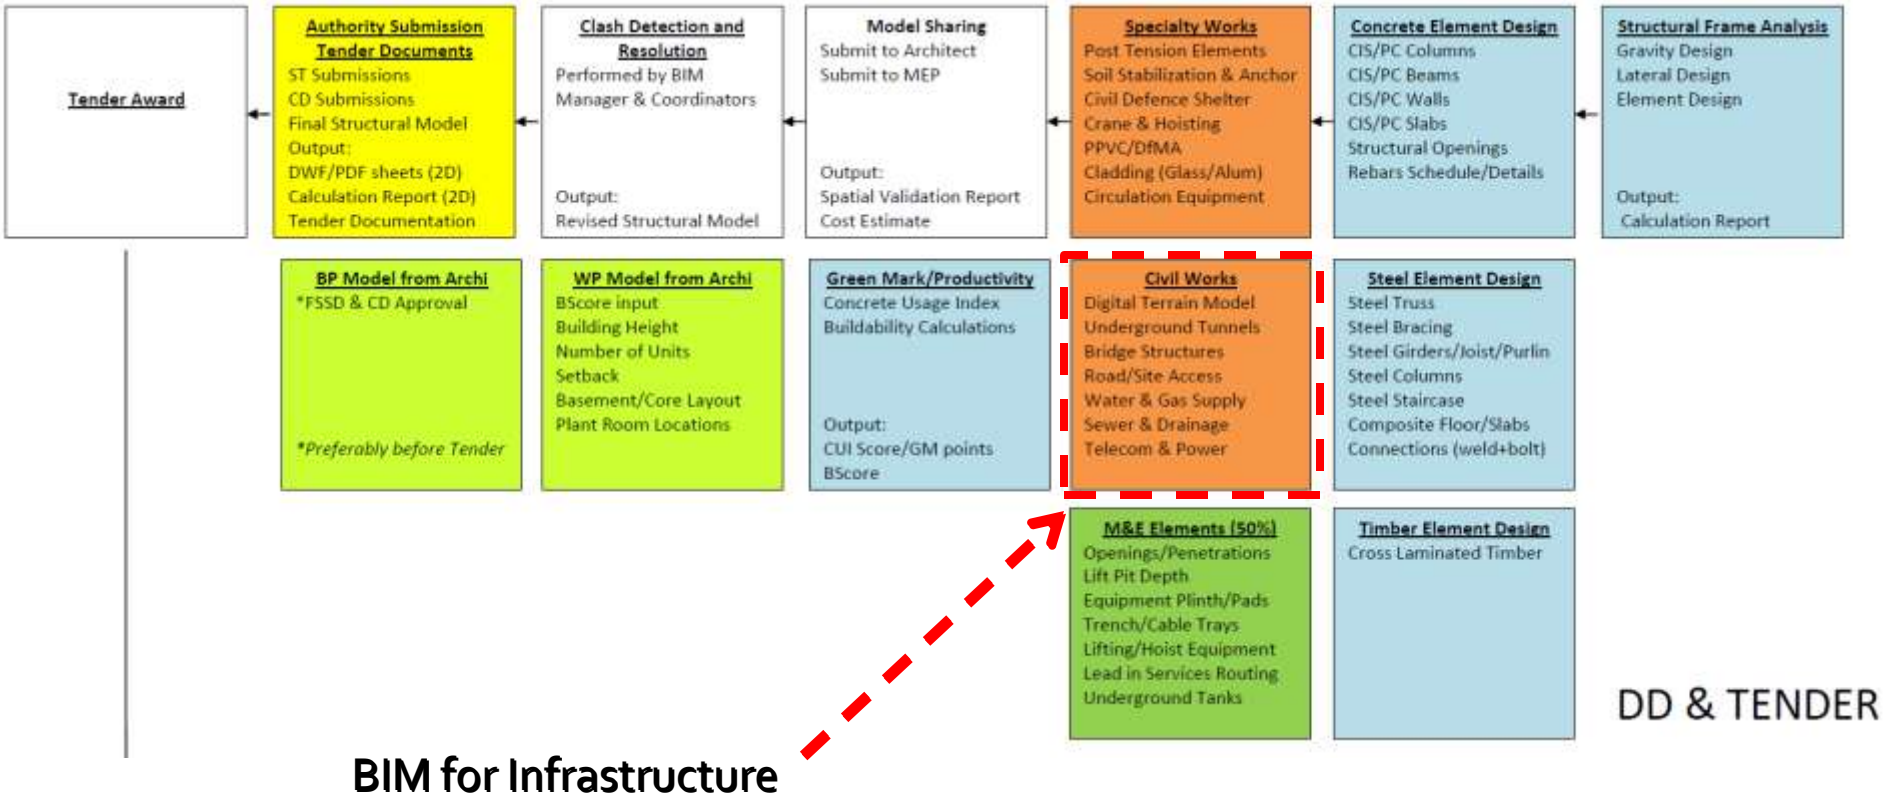 Tender Award
Authority Submission
Tender Documents
ST Submissions
CD Submissions
Final Structural Model
Output:
DWF/PDF sheets (2D)
Calculation Report (2D)
Tender Documentation
Clash Detection and
Resolution
Performed by BIM
Manager & Coordinators
Output:
Revised Structural Model
Model Sharing
Submit to Architect
Submit to MEP
Output:
Spatial Validation Report
Cost Estimate
Specialty Works
Post Tension Elements
Soil Stabilization & Anchor
Civil Defence Shelter
Crane & Hoisting
PPVC/DfMA
Cladding (Glass/Alum)
Circulation Equipment
Concrete Element Design
CIS/PC Columns
CIS/PC Beams
CIS/PC Walls
CIS/PC Slabs
Structural Openings
Rebars Schedule/Details
Structural Frame Analysis
Gravity Design
Lateral Design
Element Design
Output:
Calculation Report
BP Model from Archi
*FSSD & CD Approval
*Preferably before Tender
WP Model from Archi
BScore input
Building Height
Number of Units
Setback
Basement/Core Layout
Plant Room Locations
Green Mark/Productivity
Concrete Usage Index
Buildability Calculations
Output:
CUI Score/GM points
BScore
Civil Works
Digital Terrain Model
Underground Tunnels
Bridge Structures
Road/Site Access
Water & Gas Supply
Sewer & Drainage
Telecom & Power
Steel Element Design
Steel Truss
Steel Bracing
Steel Girders/Joist/Purlin
Steel Columns
Steel Staircase
Composite Floor/Slabs
Connections (weld+bolt)
M&E Elements (50%)
Openings/Penetrations
Lift Pit Depth
Equipment Plinth/Pads
Trench/Cable Trays
Lifting/Hoist Equipment
Lead in Services Routing
Underground Tanks
Timber Element Design
Cross Laminated Timber
DD & TENDER
BIM for Infrastructure